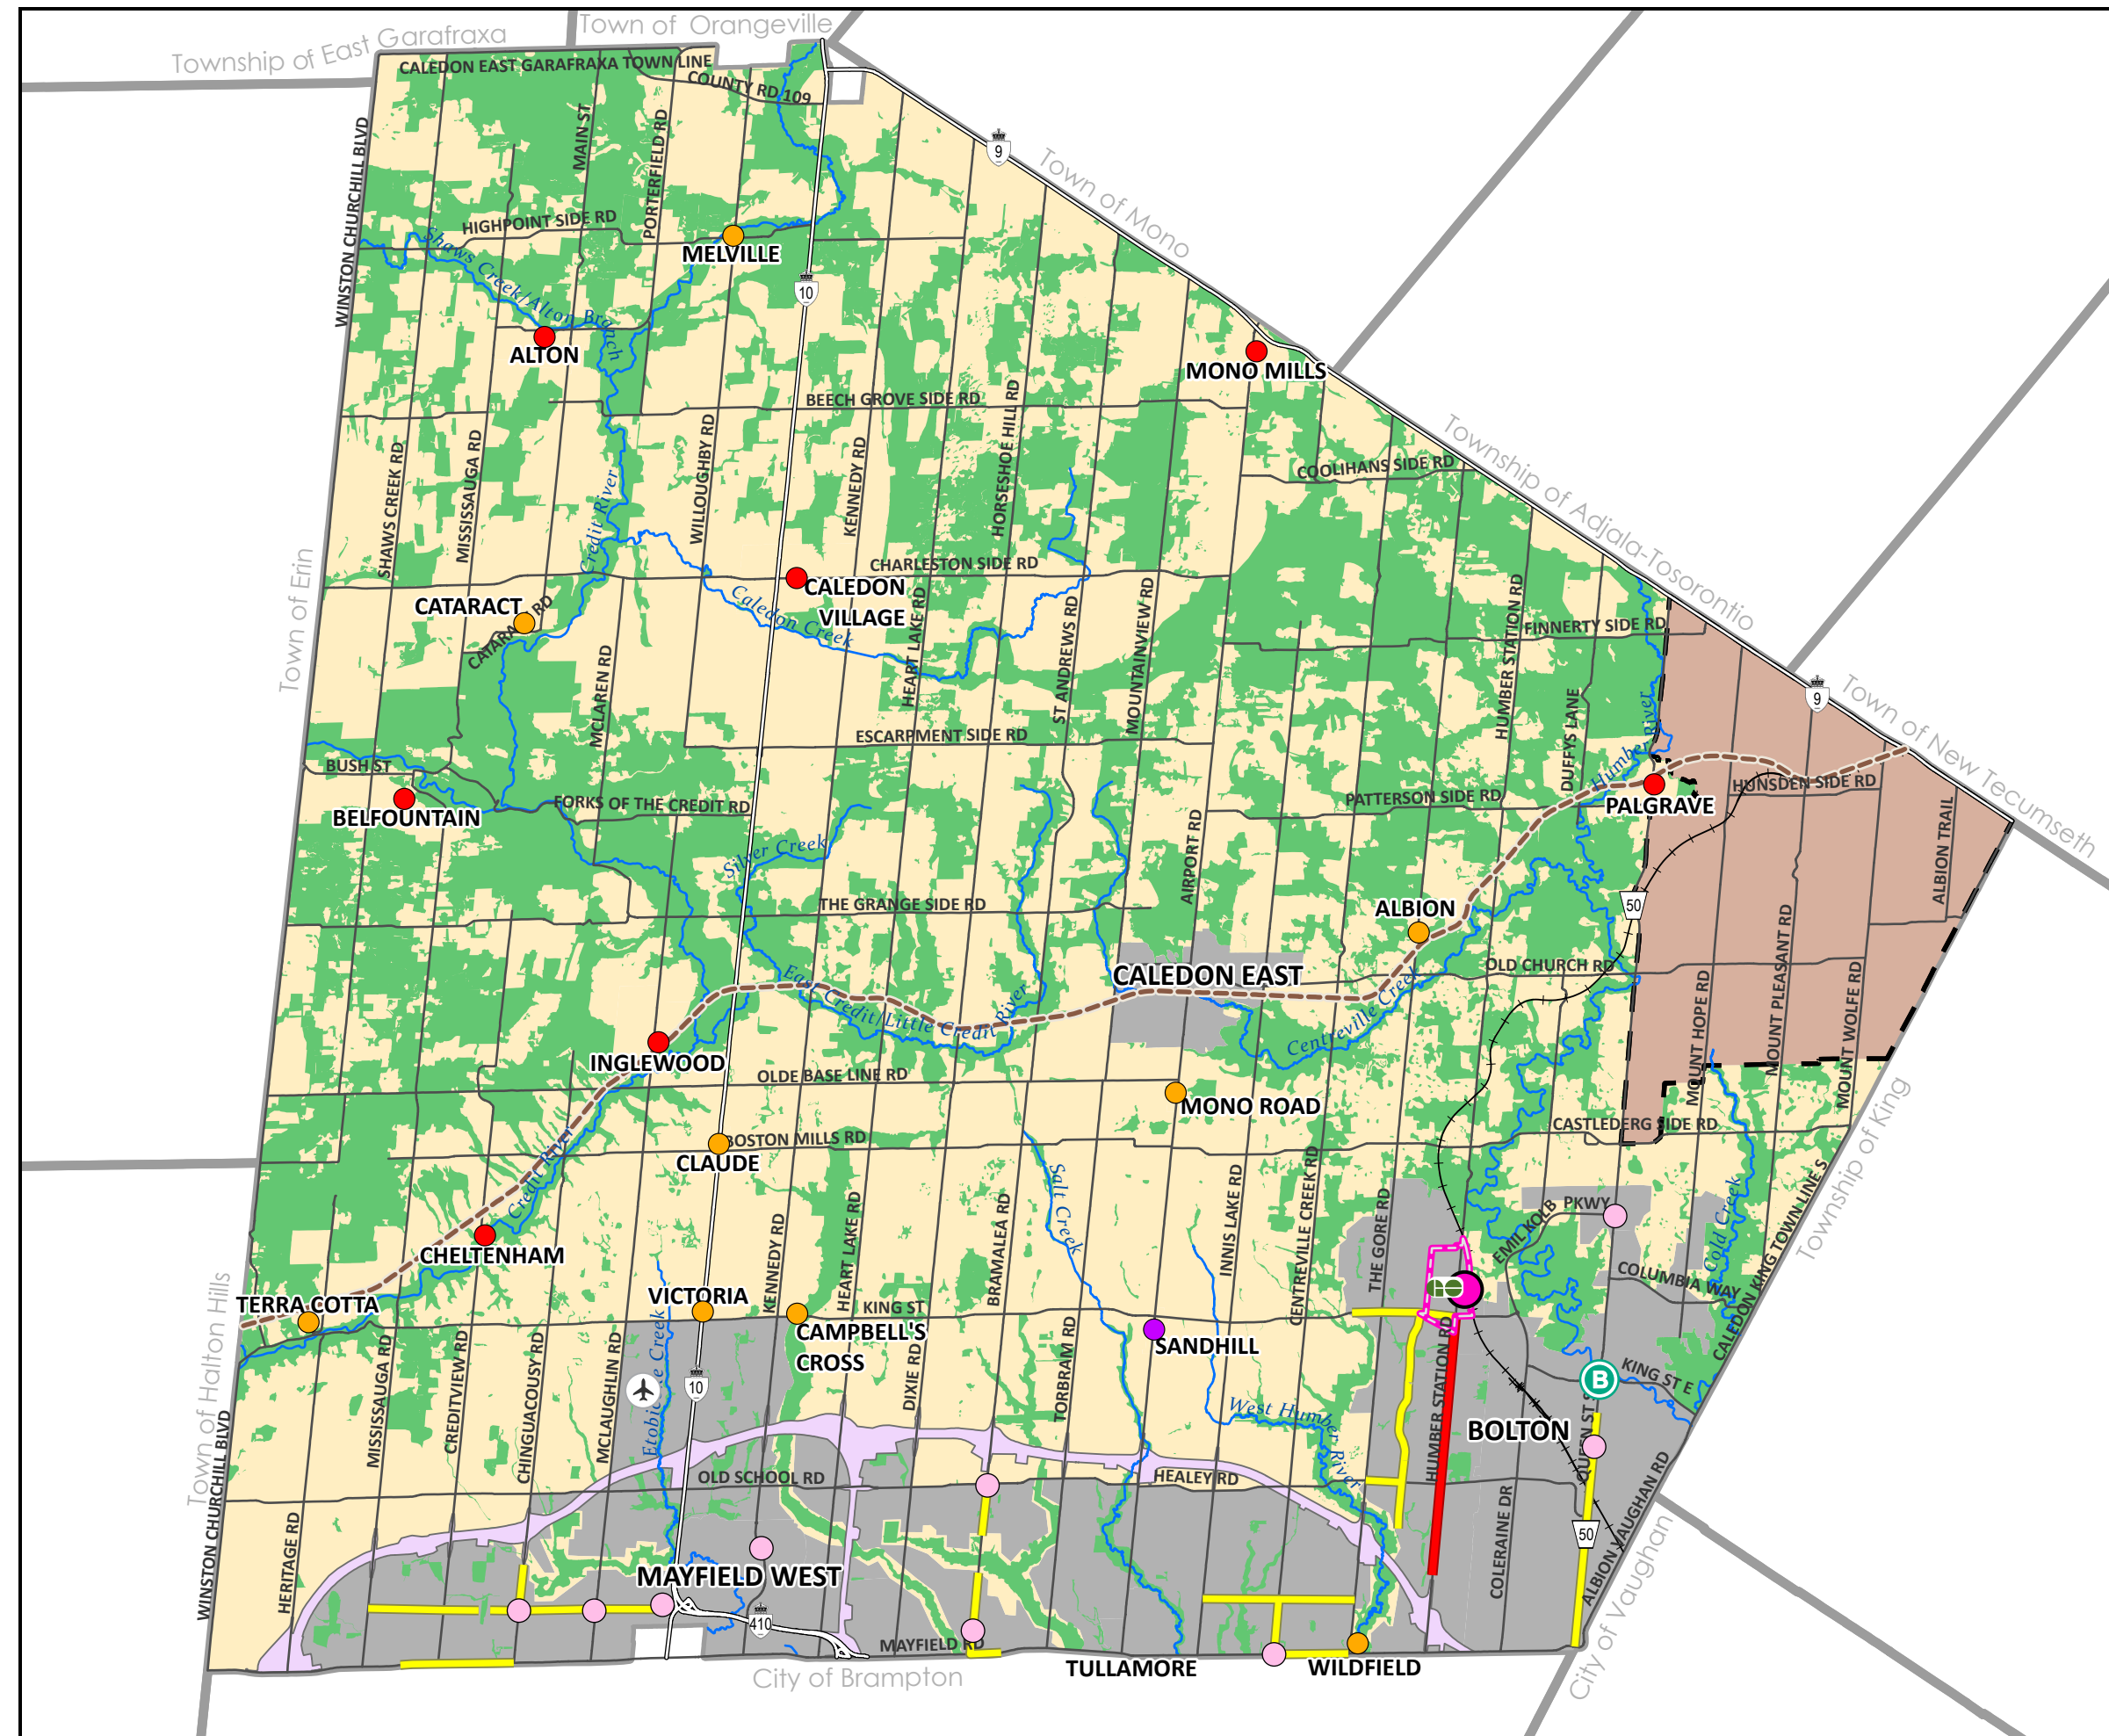 Town of Orangeville
Township of East Garafraxa
CALEDON EAST GARAFRAXA TOWN LINE
COUNTY RD 109
WINSTON CHURCHILL BLVD
MAIN ST
PORTERFIELD RD
9
Town of Mono
HIGHPOINT SIDE RD
Shaws Creek/Alton Branch
MELVILLE
10
ALTON
MONO MILLS
BEECH GROVE SIDE RD
HORSESHOE HILL RD
SHAWS CREEK RD
MISSISSAUGA RD
WILLOUGHBY RD
KENNEDY RD
COOLIHANS SIDE RD
Township of Adjala-Tosorontio
Credit River
CHARLESTON SIDE RD
Town of Erin
CATARACT
CATARA RD
CALEDON
VILLAGE
Caledon Creek
HEART LAKE RD
ST ANDREWS RD
MOUNTAINVIEW RD
HUMBER STATION RD
FINNERTY SIDE RD
MCLAREN RD
DUFFYS LANE
Humber River
9
Town of New Tecumseth
ESCARPMENT SIDE RD
BUSH ST
BELFOUNTAIN
FORKS OF THE CREDIT RD
PATTERSON SIDE RD
PALGRAVE
HUNSDEN SIDE RD
ALBION TRAIL
Silver Creek
AIRPORT RD
THE GRANGE SIDE RD
ALBION
50
CALEDON EAST
OLD CHURCH RD
East Credit/Little Credit River
Centreville Creek
MOUNT HOPE RD
MOUNT PLEASANT RD
MOUNT WOLFE RD
INGLEWOOD
OLDE BASE LINE RD
MONO ROAD
CASTLEDERG SIDE RD
BOSTON MILLS RD
CLAUDE
Credit River
Salt Creek
INNIS LAKE RD
CENTREVILLE CREEK RD
THE GORE RD
EMIL KOLB PKWY
Cold Creek
CALEDON KING TOWN LINE S
Township of King
CHELTENHAM
KENNEDY RD
HEART LAKE RD
BRAMALEA RD
COLUMBIA WAY
Town of Halton Hills
TERRA COTTA
VICTORIA
KING ST
CAMPBELL'S
CROSS
SANDHILL
MISSISSAUGA RD
CREDITVIEW RD
CHINGUACOUSY RD
MCLAUGHLIN RD
Etobicoke Creek
10
DIXIE RD
TORBRAM RD
HUMBER STATION RD
KING ST E
B
West Humber River
BOLTON
QUEEN ST S
WINSTON CHURCHILL BLVD
OLD SCHOOL RD
HEALEY RD
HERITAGE RD
COLERAINE DR
50
ALBION VAUGHAN RD
City of Vaughan
MAYFIELD WEST
410
MAYFIELD RD
City of Brampton
TULLAMORE
WILDFIELD